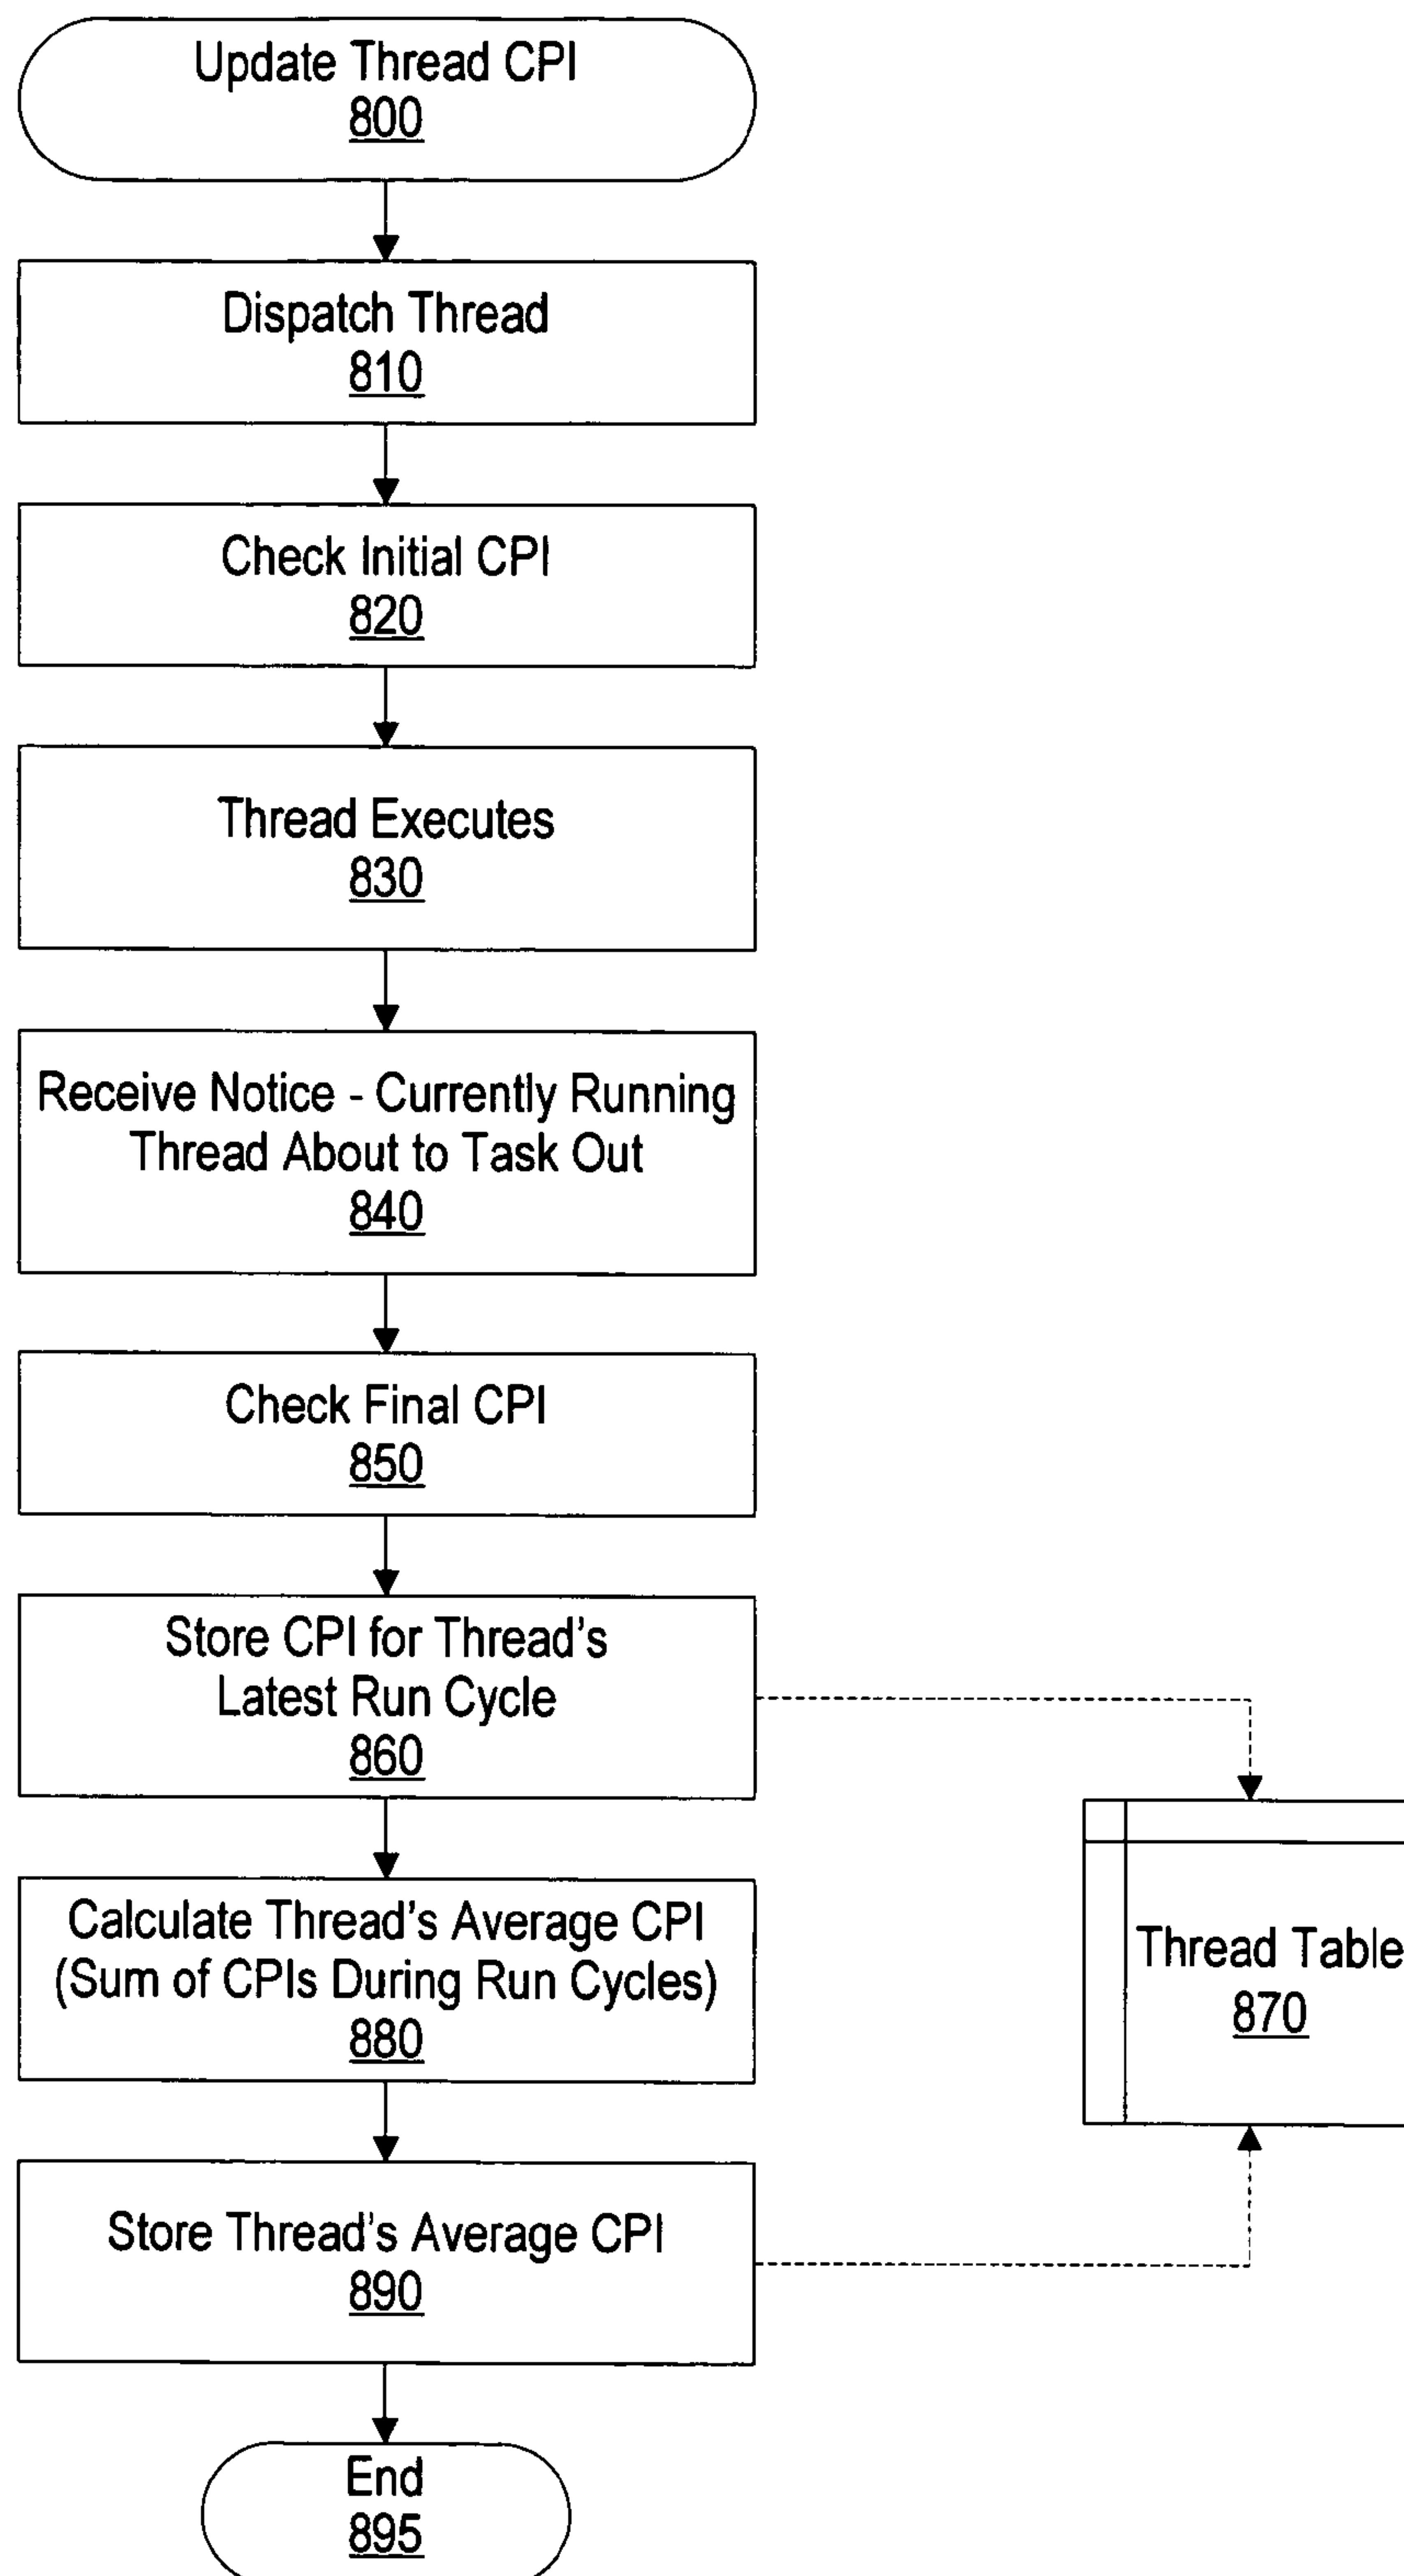 Update Thread CPI
800
Dispatch Thread
810
Check Initial CPI
820
Thread Executes
830
Receive Notice - Currently Running
Thread About to Task Out
840
Check Final CPI
850
Store CPI for Thread's
Latest Run Cycle
860
Thread Table
870
Calculate Thread's Average CPI
(Sum of CPIs During Run Cycles)
880
Store Thread's Average CPI
890
End
895